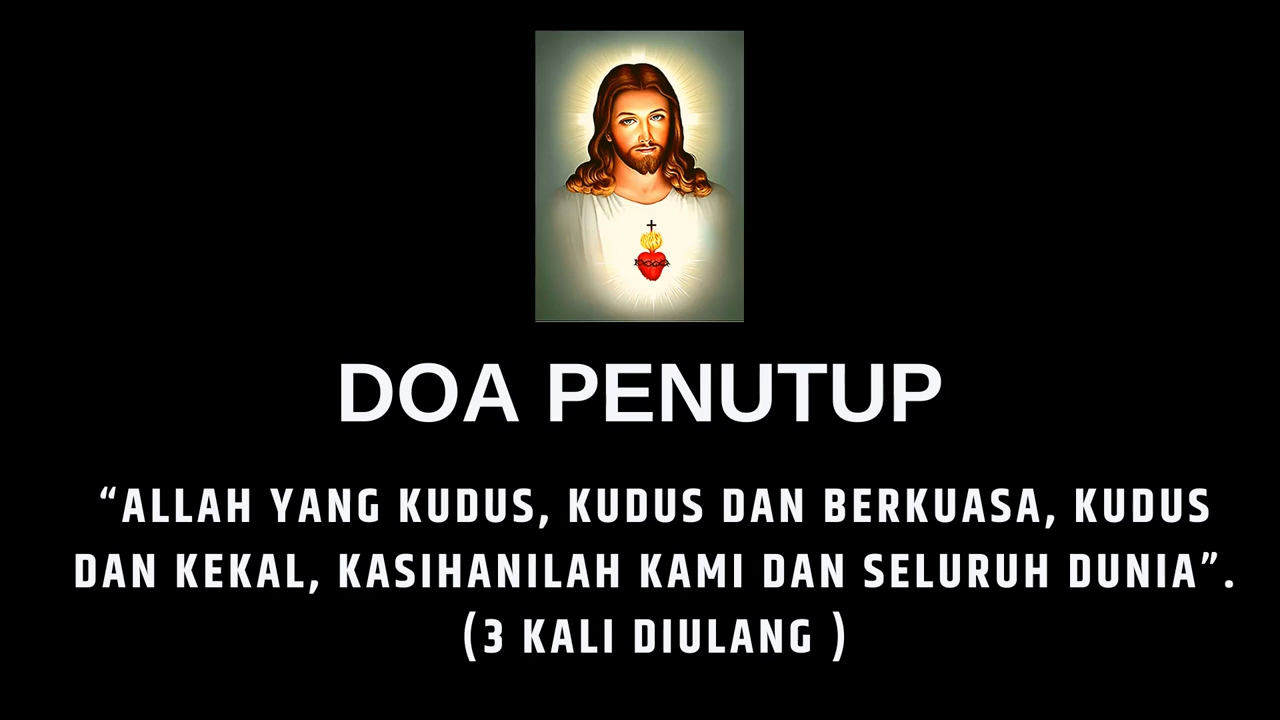 DOA PENUTUP
“ALLAH YANG KUDUS, KUDUS DAN BERKUASA, KUDUS
DAN KEKAL, KASIHANILAH KAMI DAN SELURUH DUNIA”.
(3 KALI DIULANG )